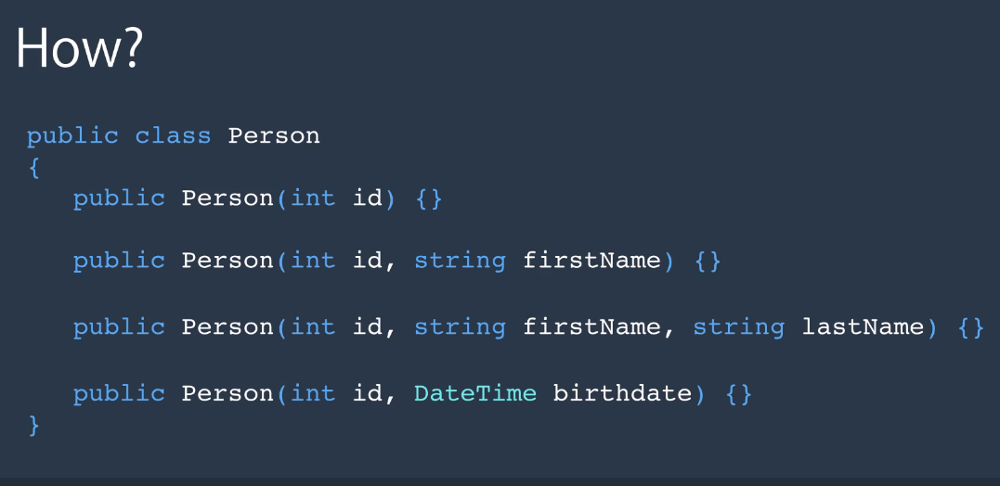 How?
public class Person
{
public Person(int id) {}
public Person(int id, string firstName) {}
public Person(int id, string firstName, string lastName) {}
public Person(int id, DateTime birthdate) {}
}